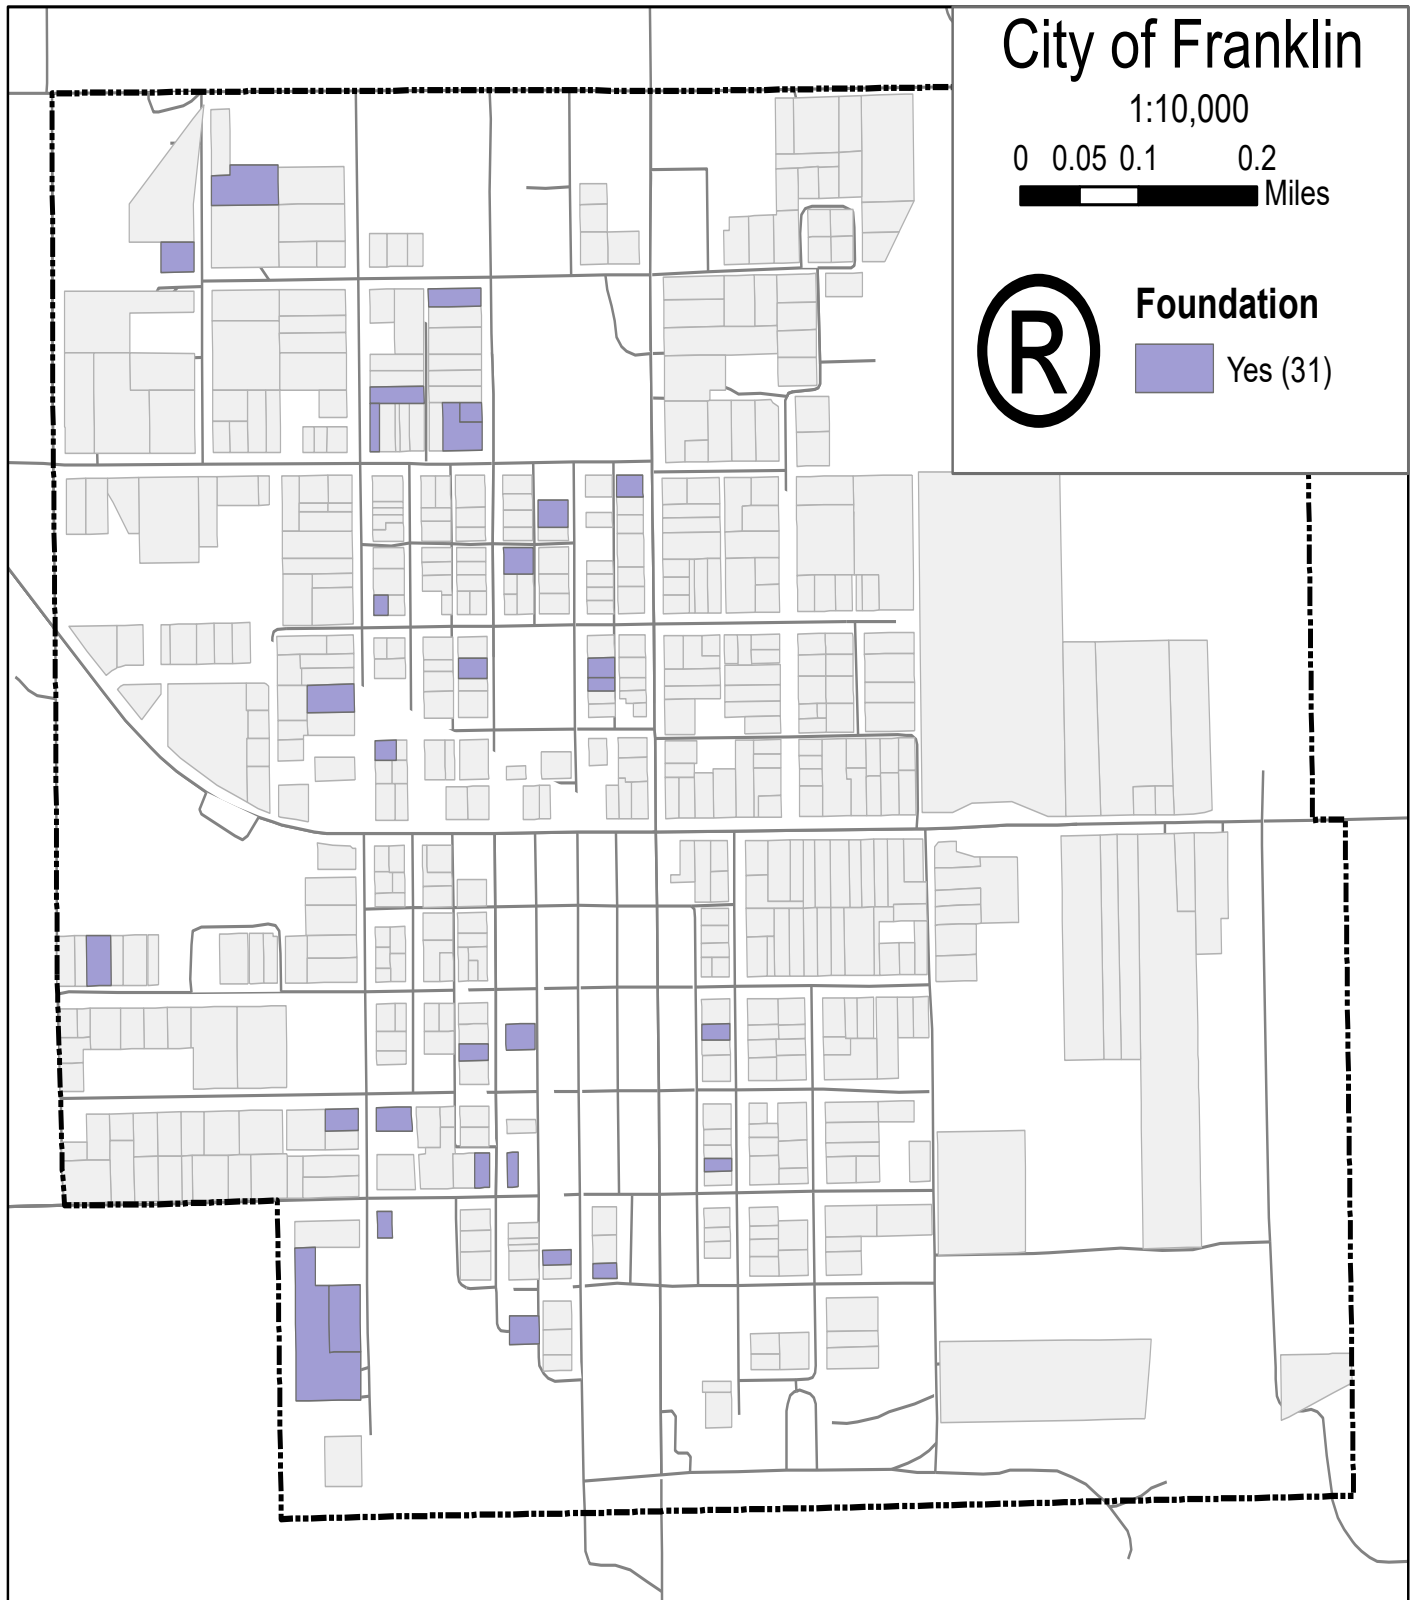 City of Franklin
1:10,000
0 0.05 0.1 0.2
Miles
R
Foundation
Yes (31)